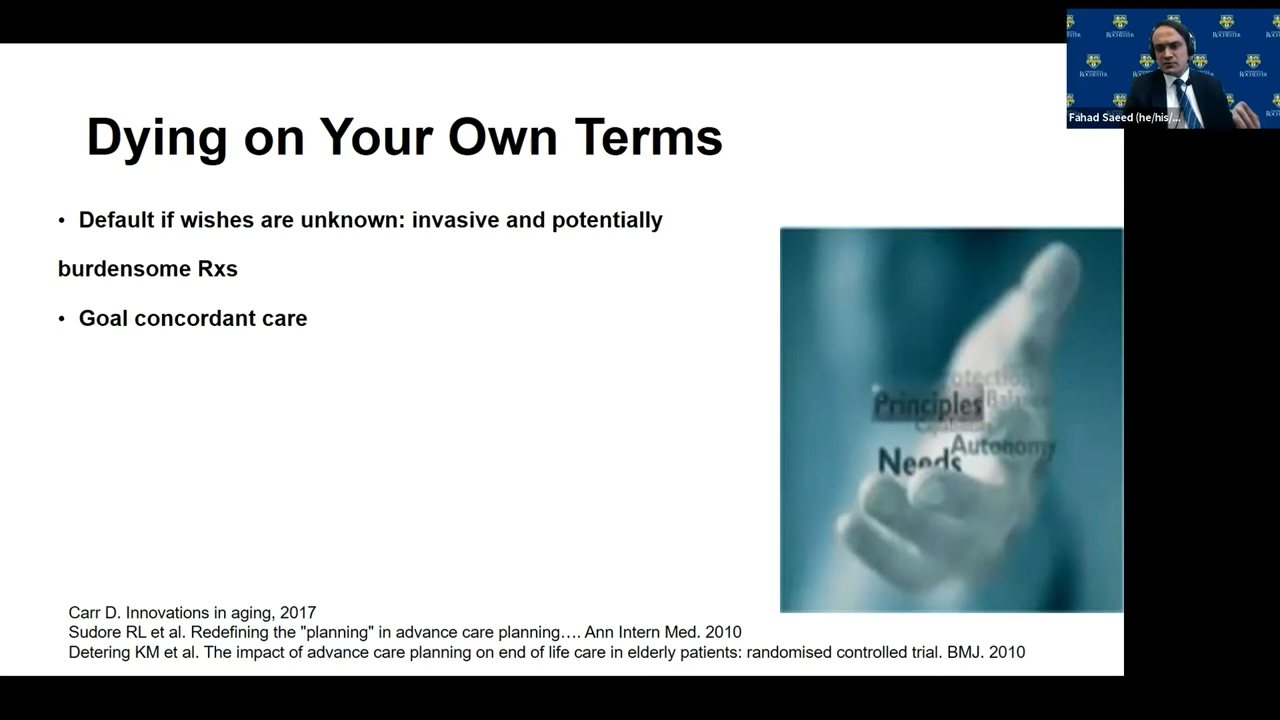 Dying on Your Own Terms
• Default if wishes are unknown: invasive and potentially
burdensome Rxs
• Goal concordant care
Principles
Balance
Autonomy
Needs
Carr D. Innovations in aging, 2017
Sudore RL et al. Redefining the "planning" in advance care planning…. Ann Intern Med. 2010
Detering KM et al. The impact of advance care planning on end of life care in elderly patients: randomised controlled trial. BMJ. 2010
ROCHESTER
Fahad Saeed (he/his/...